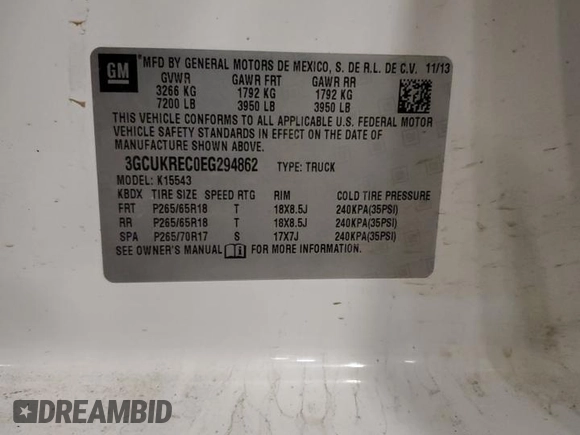 GM
MFD BY GENERAL MOTORS DE MEXICO, S. DE R.L. DE C.V. 11/13
GVWR GAWR FRT GAWR RR
3266 KG 1792 KG 1792 KG
7200 LB 3950 LB 3950 LB
THIS VEHICLE CONFORMS TO ALL APPLICABLE U.S. FEDERAL MOTOR
VEHICLE SAFETY STANDARDS IN EFFECT ON THE DATE OF
MANUFACTURE SHOWN ABOVE.
3GCUKREC0EG294862 TYPE: TRUCK
MODEL: K15543
KBDX TIRE SIZE SPEED RTG RIM COLD TIRE PRESSURE
FRT P265/65R18 T 18X8.5J 240KPA(35PSI)
RR P265/65R18 T 18X8.5J 240KPA(35PSI)
SPA P265/70R17 S 17X7J 240KPA(35PSI)
SEE OWNER'S MANUAL FOR MORE INFORMATION.
DREAMBID